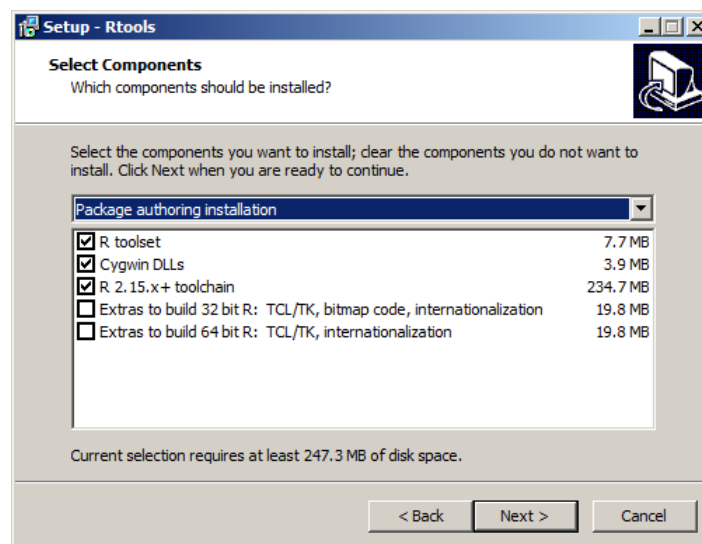 Setup - Rtools
Select Components
Which components should be installed?
Select the components you want to install; clear the components you do not want to
install. Click Next when you are ready to continue.
Package authoring installation
R toolset 7.7 MB
Cygwin DLLs 3.9 MB
R 2.15.x+ toolchain 234.7 MB
Extras to build 32 bit R: TCL/TK, bitmap code, internationalization 19.8 MB
Extras to build 64 bit R: TCL/TK, internationalization 19.8 MB
Current selection requires at least 247.3 MB of disk space.
< Back Next > Cancel